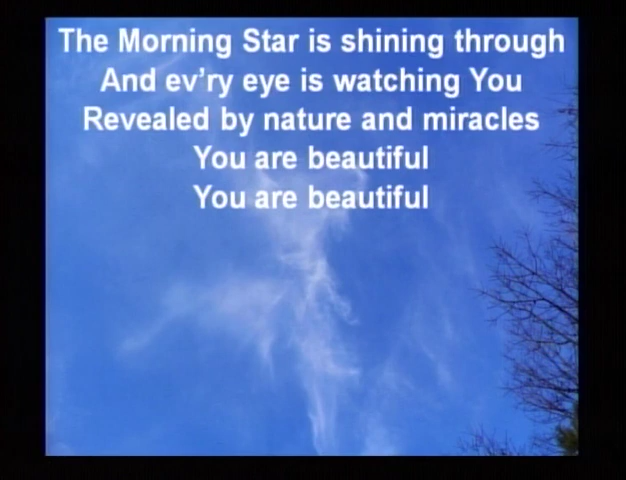 The Morning Star is shining through
And ev'ry eye is watching You
Revealed by nature and miracles
You are beautiful
You are beautiful